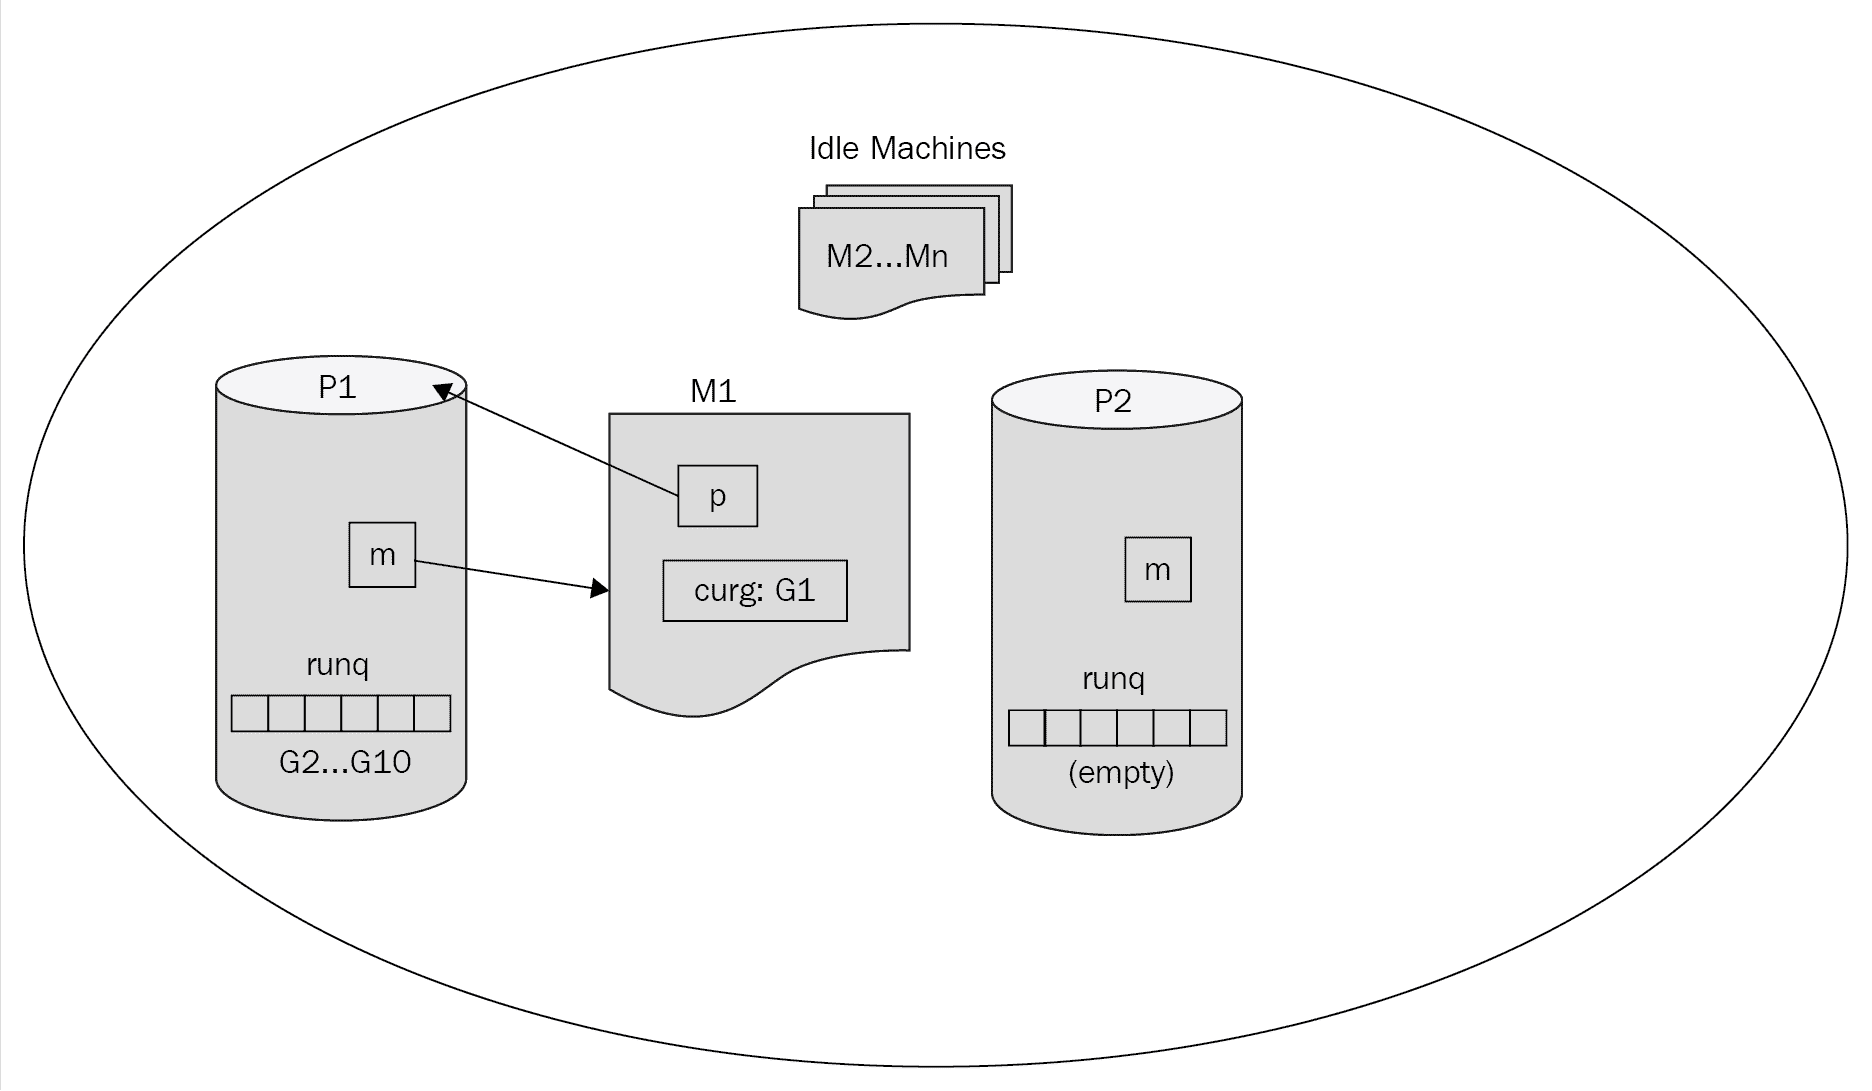 Idle Machines
M2...Mn
P1
M1
P2
p
m
curg: G1
m
runq
runq
G2...G10
(empty)